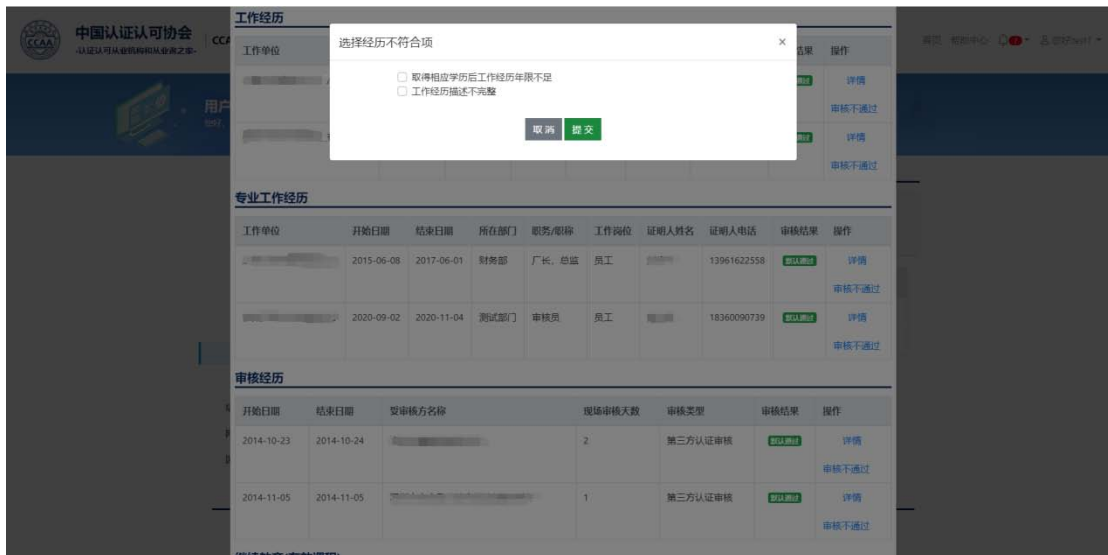 工作经历
中国认证认可协会
-认证认可从业机构和从业者之家-
CCAA
首页 帮助中心
工作单位
选择经历不符合项 ×
结果 操作
取得相应学历后工作经历年限不足
工作经历描述不完整
取消 提交
详情
审核不通过
详情
审核不通过
用户
专业工作经历
工作单位 开始日期 结束日期 所在部门 职务/职称 工作岗位 证明人姓名 证明人电话 审核结果 操作
2015-06-08 2017-06-01 财务部 厂长、总监 员工 13961622558 默认通过 详情
审核不通过
2020-09-02 2020-11-04 测试部门 审核员 员工 18360090739 默认通过 详情
审核不通过
审核经历
开始日期 结束日期 受审核方名称 现场审核天数 审核类型 审核结果 操作
2014-10-23 2014-10-24 2 第三方认证审核 默认通过 详情
审核不通过
2014-11-05 2014-11-05 1 第三方认证审核 默认通过 详情
审核不通过